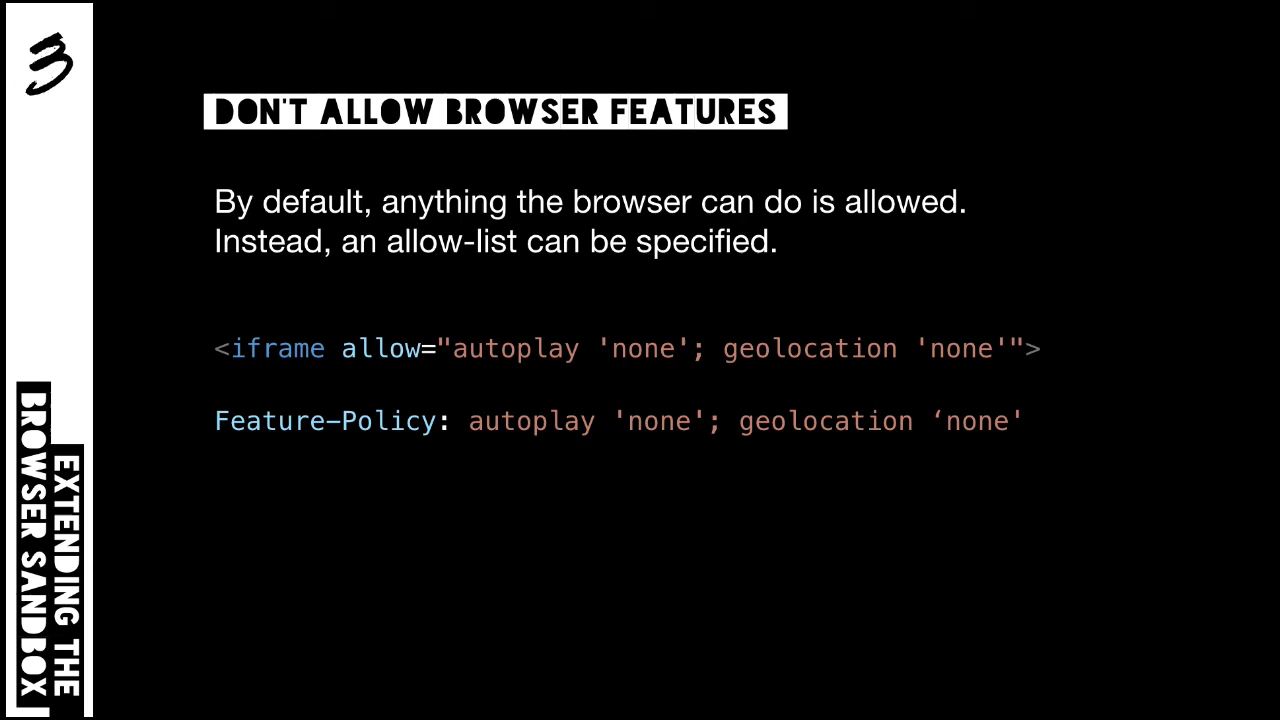 3
DON'T ALLOW BROWSER FEATURES
By default, anything the browser can do is allowed.
Instead, an allow-list can be specified.
<iframe allow="autoplay 'none'; geolocation 'none'">
Feature-Policy: autoplay 'none'; geolocation ‘none'
EXTENDING THE
BROWSER SANDBOX